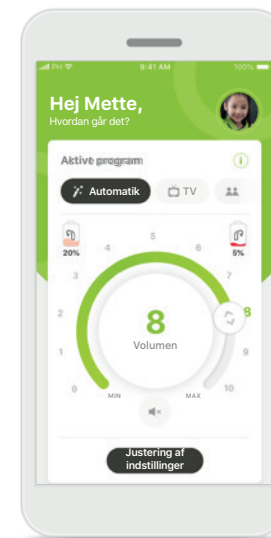 PH
9:41 AM
100%
Hej Mette,
Hvordan går det?
Aktive program
i
Automatik
TV
20%
5%
0
1
2
3
4
5
6
7
8
9
10
8
Volumen
MIN
MAX
Justering af
indstillinger